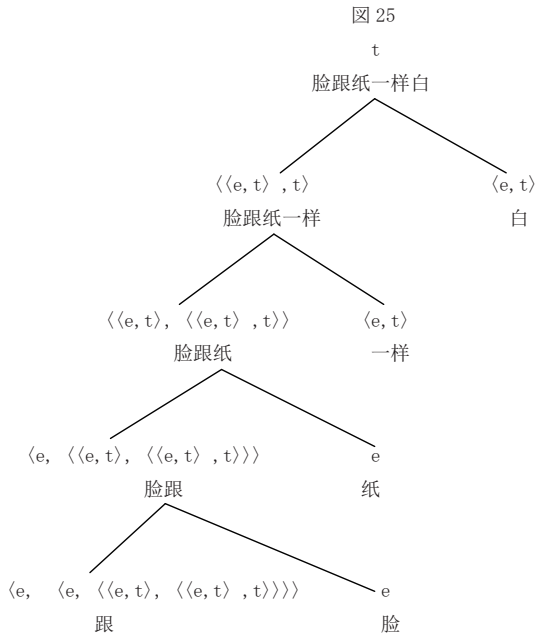 図 25
t
脸跟纸一样白
〈〈e,t〉,t〉 〈e,t〉
脸跟纸一样 白
〈〈e,t〉, 〈〈e,t〉,t〉〉 〈e,t〉
脸跟纸 一样
〈e, 〈〈e,t〉, 〈〈e,t〉,t〉〉〉 e
脸跟 纸
〈e, 〈e, 〈〈e,t〉, 〈〈e,t〉,t〉〉〉〉 e
跟 脸